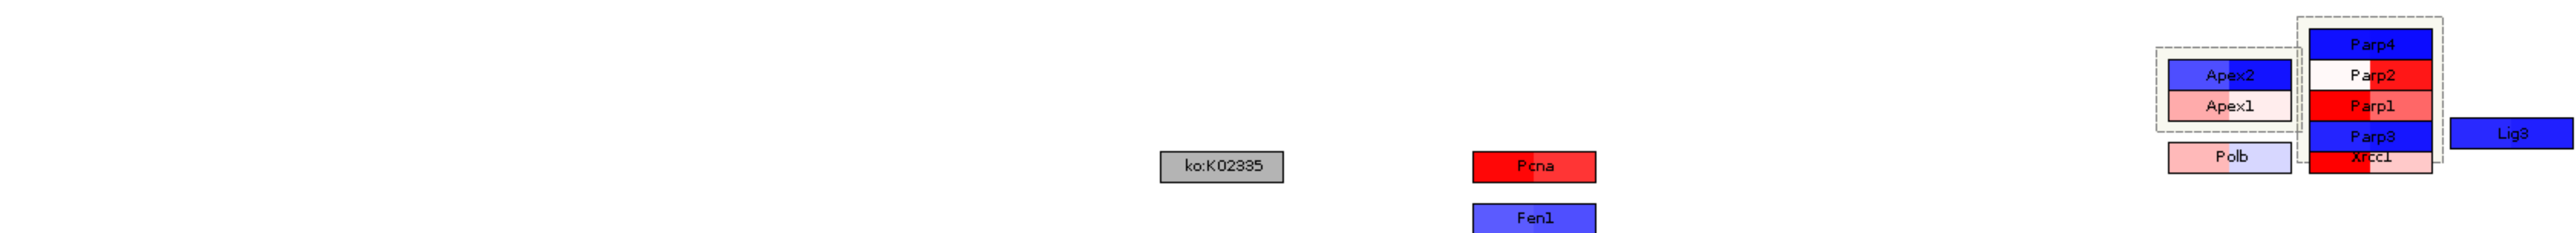 Parp4
Apex2
Parp2
Apex1
Parp1
Parp3
Lig3
Polb
Xrcc1
ko:K02335
Pcna
Fen1